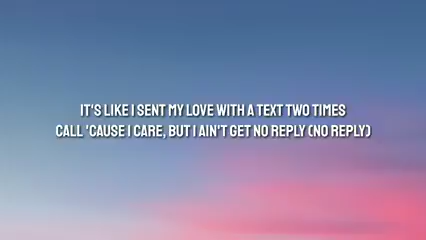 IT'S LIKE I SENT MY LOVE WITH A TEXT TWO TIMES
CALL 'CAUSE I CARE, BUT I AIN'T GET NO REPLY (NO REPLY)